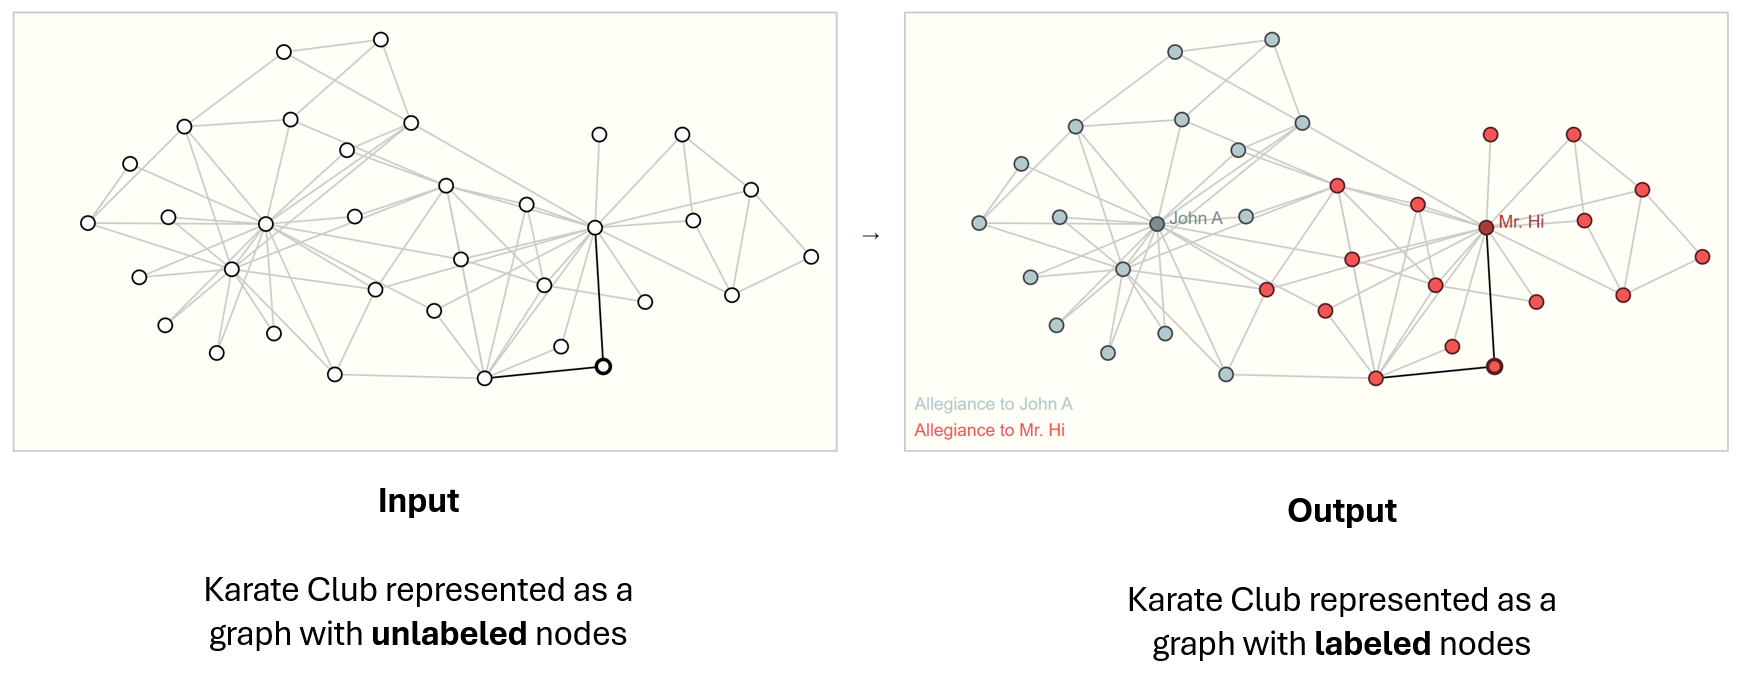 →
John A
Mr. Hi
Allegiance to John A
Allegiance to Mr. Hi
Input
Karate Club represented as a
graph with unlabeled nodes
Output
Karate Club represented as a
graph with labeled nodes